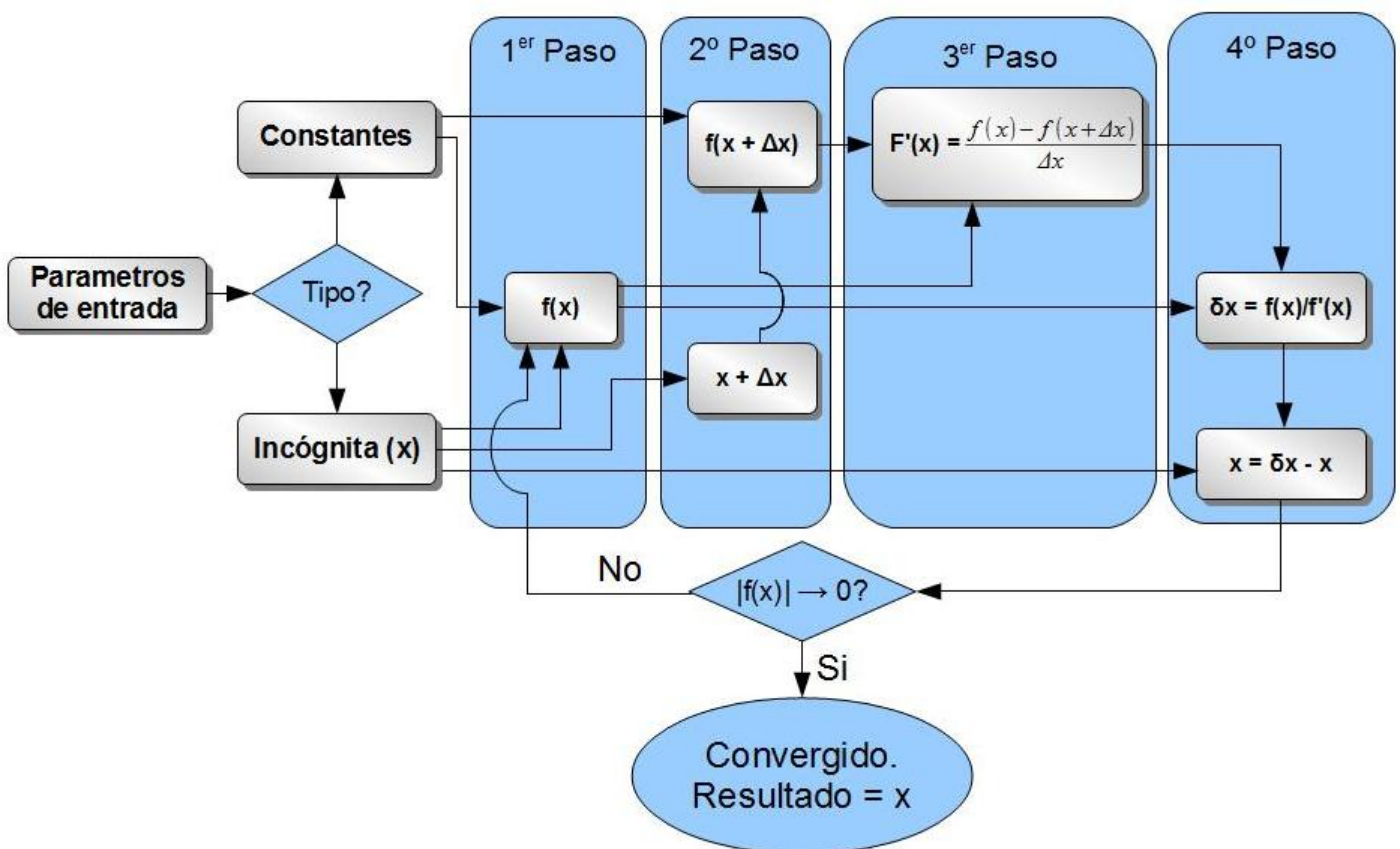 1er Paso
2º Paso
3er Paso
4º Paso
Constantes
f(x + Δx)
F'(x) = f(x)−f(x+Δx)/Δx
Parametros
de entrada
Tipo?
f(x)
δx = f(x)/f'(x)
x + Δx
Incógnita (x)
x = δx - x
No
|f(x)| → 0?
Si
Convergido.
Resultado = x